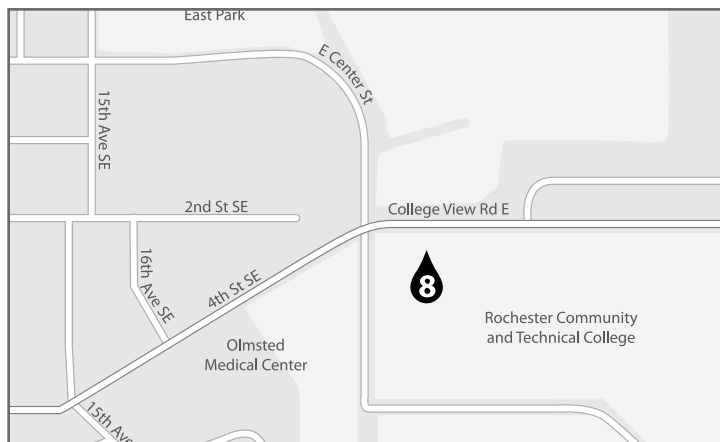 East Park
E Center St
15th Ave SE
2nd St SE
College View Rd E
16th Ave SE
4th St SE
8
Rochester Community
and Technical College
Olmsted
Medical Center
15th Ave